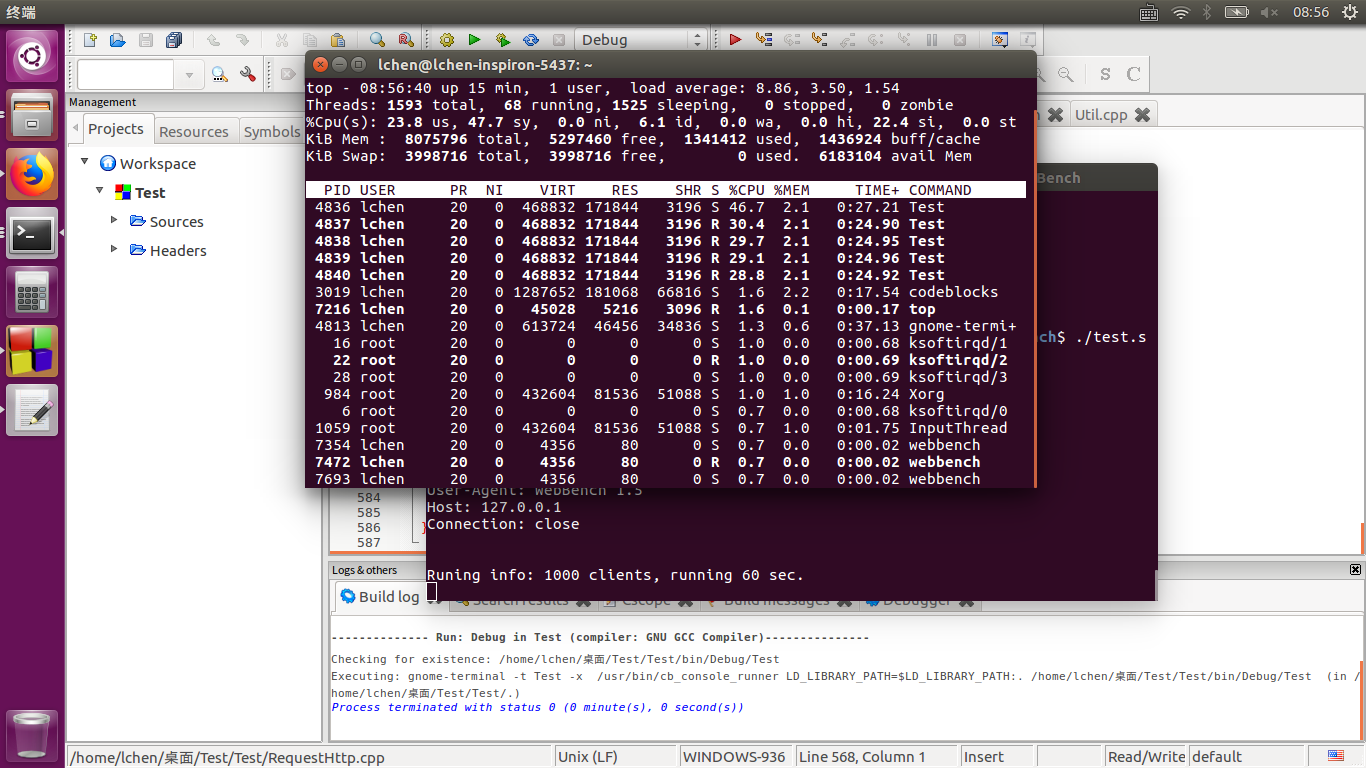 终端
08:56
Debug
lchen@lchen-inspiron-5437: ~
S C
Management
Projects Resources Symbols
Util.cpp
Workspace
Test
Sources
Headers
top - 08:56:40 up 15 min,  1 user,  load average: 8.86, 3.50, 1.54
Threads: 1593 total,  68 running, 1525 sleeping,   0 stopped,   0 zombie
%Cpu(s): 23.8 us, 47.7 sy,  0.0 ni,  6.1 id,  0.0 wa,  0.0 hi, 22.4 si,  0.0 st
KiB Mem :  8075796 total,  5297460 free,  1341412 used,  1436924 buff/cache
KiB Swap:  3998716 total,  3998716 free,        0 used.  6183104 avail Mem
PID USER PR NI VIRT RES SHR S %CPU %MEM TIME+ COMMAND
4836 lchen 20 0 468832 171844 3196 S 46.7 2.1 0:27.21 Test
4837 lchen 20 0 468832 171844 3196 R 30.4 2.1 0:24.90 Test
4838 lchen 20 0 468832 171844 3196 R 29.7 2.1 0:24.95 Test
4839 lchen 20 0 468832 171844 3196 R 29.1 2.1 0:24.96 Test
4840 lchen 20 0 468832 171844 3196 R 28.8 2.1 0:24.92 Test
3019 lchen 20 0 1287652 181068 66816 S 1.6 2.2 0:17.54 codeblocks
7216 lchen 20 0 45028 5216 3096 R 1.6 0.1 0:00.17 top
4813 lchen 20 0 613724 46456 34836 S 1.3 0.6 0:37.13 gnome-termi+
16 root 20 0 0 0 0 S 1.0 0.0 0:00.68 ksoftirqd/1
22 root 20 0 0 0 0 R 1.0 0.0 0:00.69 ksoftirqd/2
28 root 20 0 0 0 0 S 1.0 0.0 0:00.69 ksoftirqd/3
984 root 20 0 432604 81536 51088 S 1.0 1.0 0:16.24 Xorg
6 root 20 0 0 0 0 S 0.7 0.0 0:00.68 ksoftirqd/0
1059 root 20 0 432604 81536 51088 S 0.7 1.0 0:01.75 InputThread
7354 lchen 20 0 4356 80 0 S 0.7 0.0 0:00.02 webbench
7472 lchen 20 0 4356 80 0 R 0.7 0.0 0:00.02 webbench
7693 lchen 20 0 4356 80 0 S 0.7 0.0 0:00.02 webbench
Bench
ch$ ./test.s
584
585
586 }
587
User-Agent: WebBench 1.5
Host: 127.0.0.1
Connection: close
Runing info: 1000 clients, running 60 sec.
Logs & others
Build log Search results Cscope Build messages Debugger
-------------- Run: Debug in Test (compiler: GNU GCC Compiler)---------------
Checking for existence: /home/lchen/桌面/Test/Test/bin/Debug/Test
Executing: gnome-terminal -t Test -x  /usr/bin/cb_console_runner LD_LIBRARY_PATH=$LD_LIBRARY_PATH:. /home/lchen/桌面/Test/Test/bin/Debug/Test  (in /
home/lchen/桌面/Test/Test/.)
Process terminated with status 0 (0 minute(s), 0 second(s))
/home/lchen/桌面/Test/Test/RequestHttp.cpp Unix (LF) WINDOWS-936 Line 568, Column 1 Insert Read/Write default